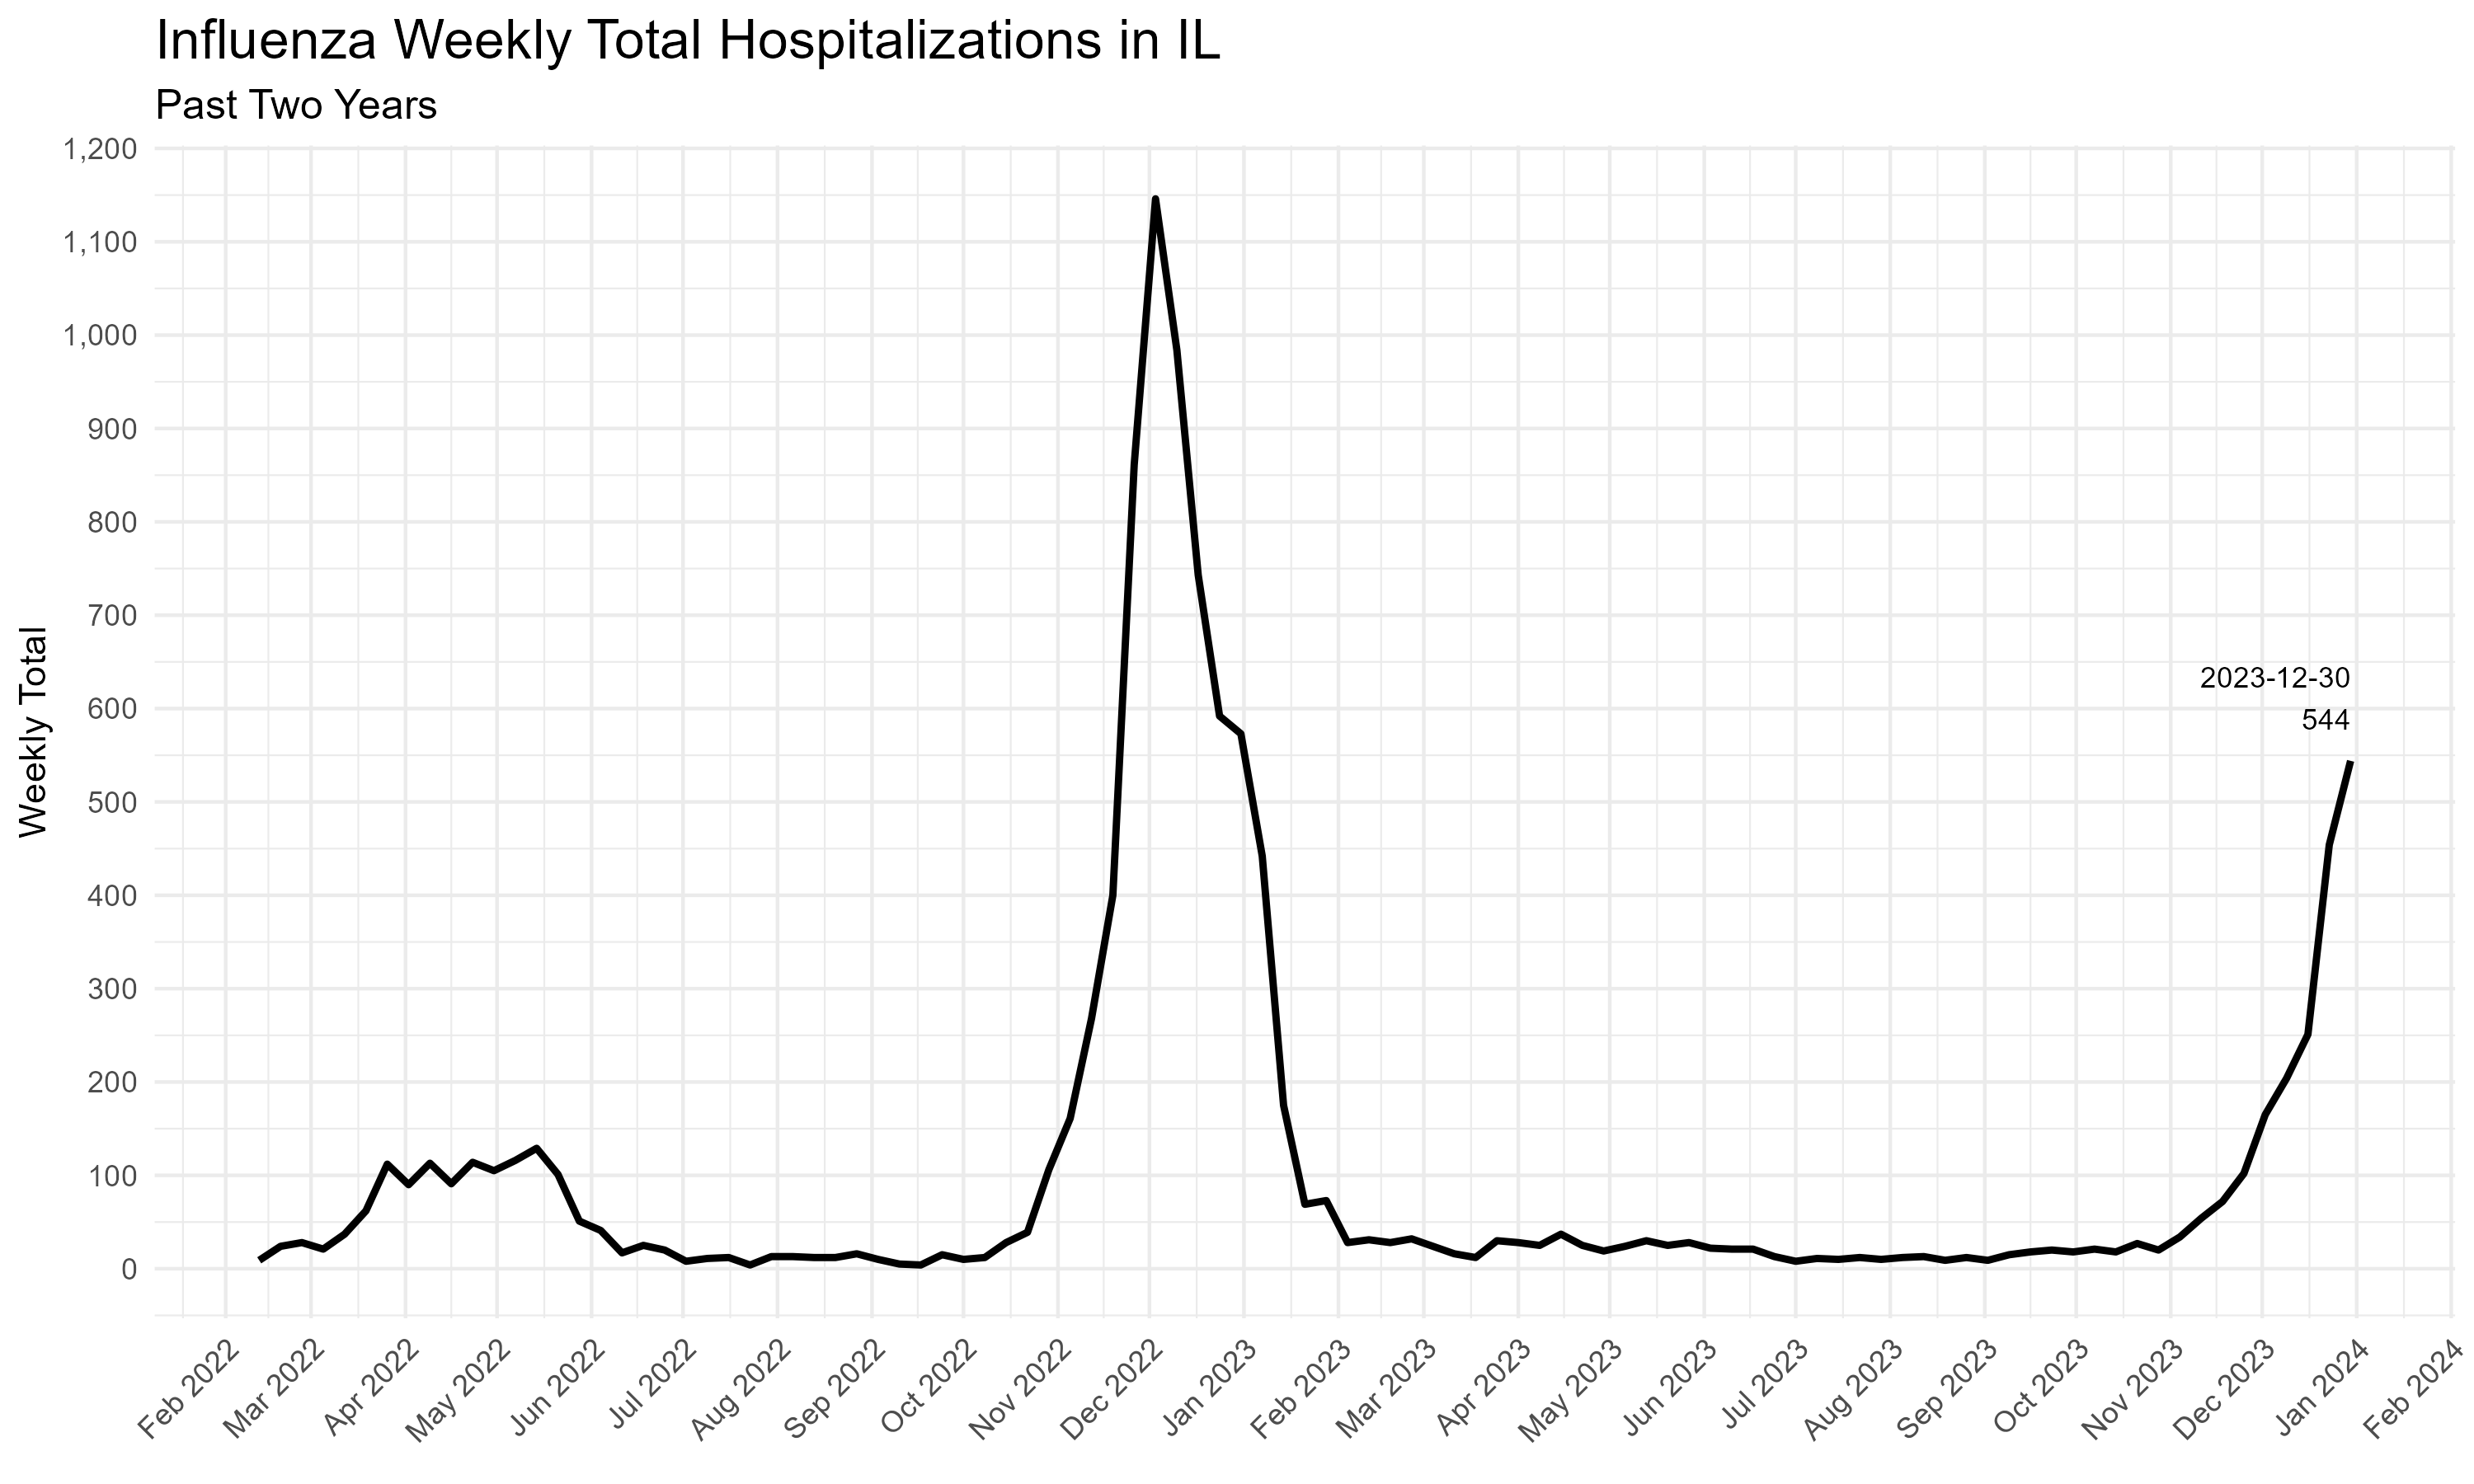 Influenza Weekly Total Hospitalizations in IL
Past Two Years
1,200
1,100
1,000
900
800
700
600
500
400
300
200
100
0
Weekly Total
2023-12-30
544
Feb 2022
Mar 2022
Apr 2022
May 2022
Jun 2022
Jul 2022
Aug 2022
Sep 2022
Oct 2022
Nov 2022
Dec 2022
Jan 2023
Feb 2023
Mar 2023
Apr 2023
May 2023
Jun 2023
Jul 2023
Aug 2023
Sep 2023
Oct 2023
Nov 2023
Dec 2023
Jan 2024
Feb 2024